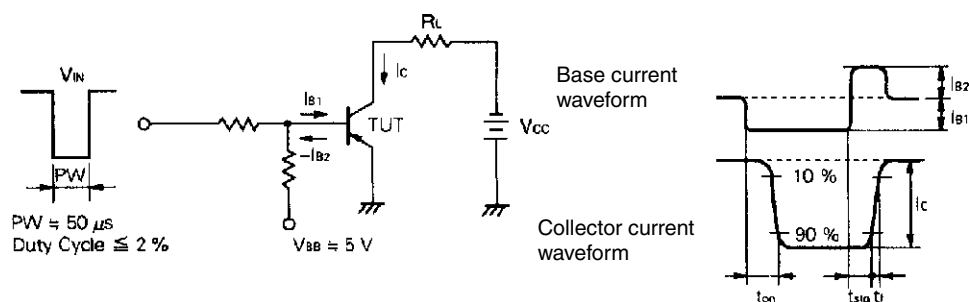 VIN
PW
PW ≒ 50 μs
Duty Cycle ≦ 2 %
IB1
-IB2
VBB ≒ 5 V
TUT
IC
RL
VCC
Base current
waveform
IB2
IB1
Collector current
waveform
10 %
90 %
IC
ton
tstg
tf